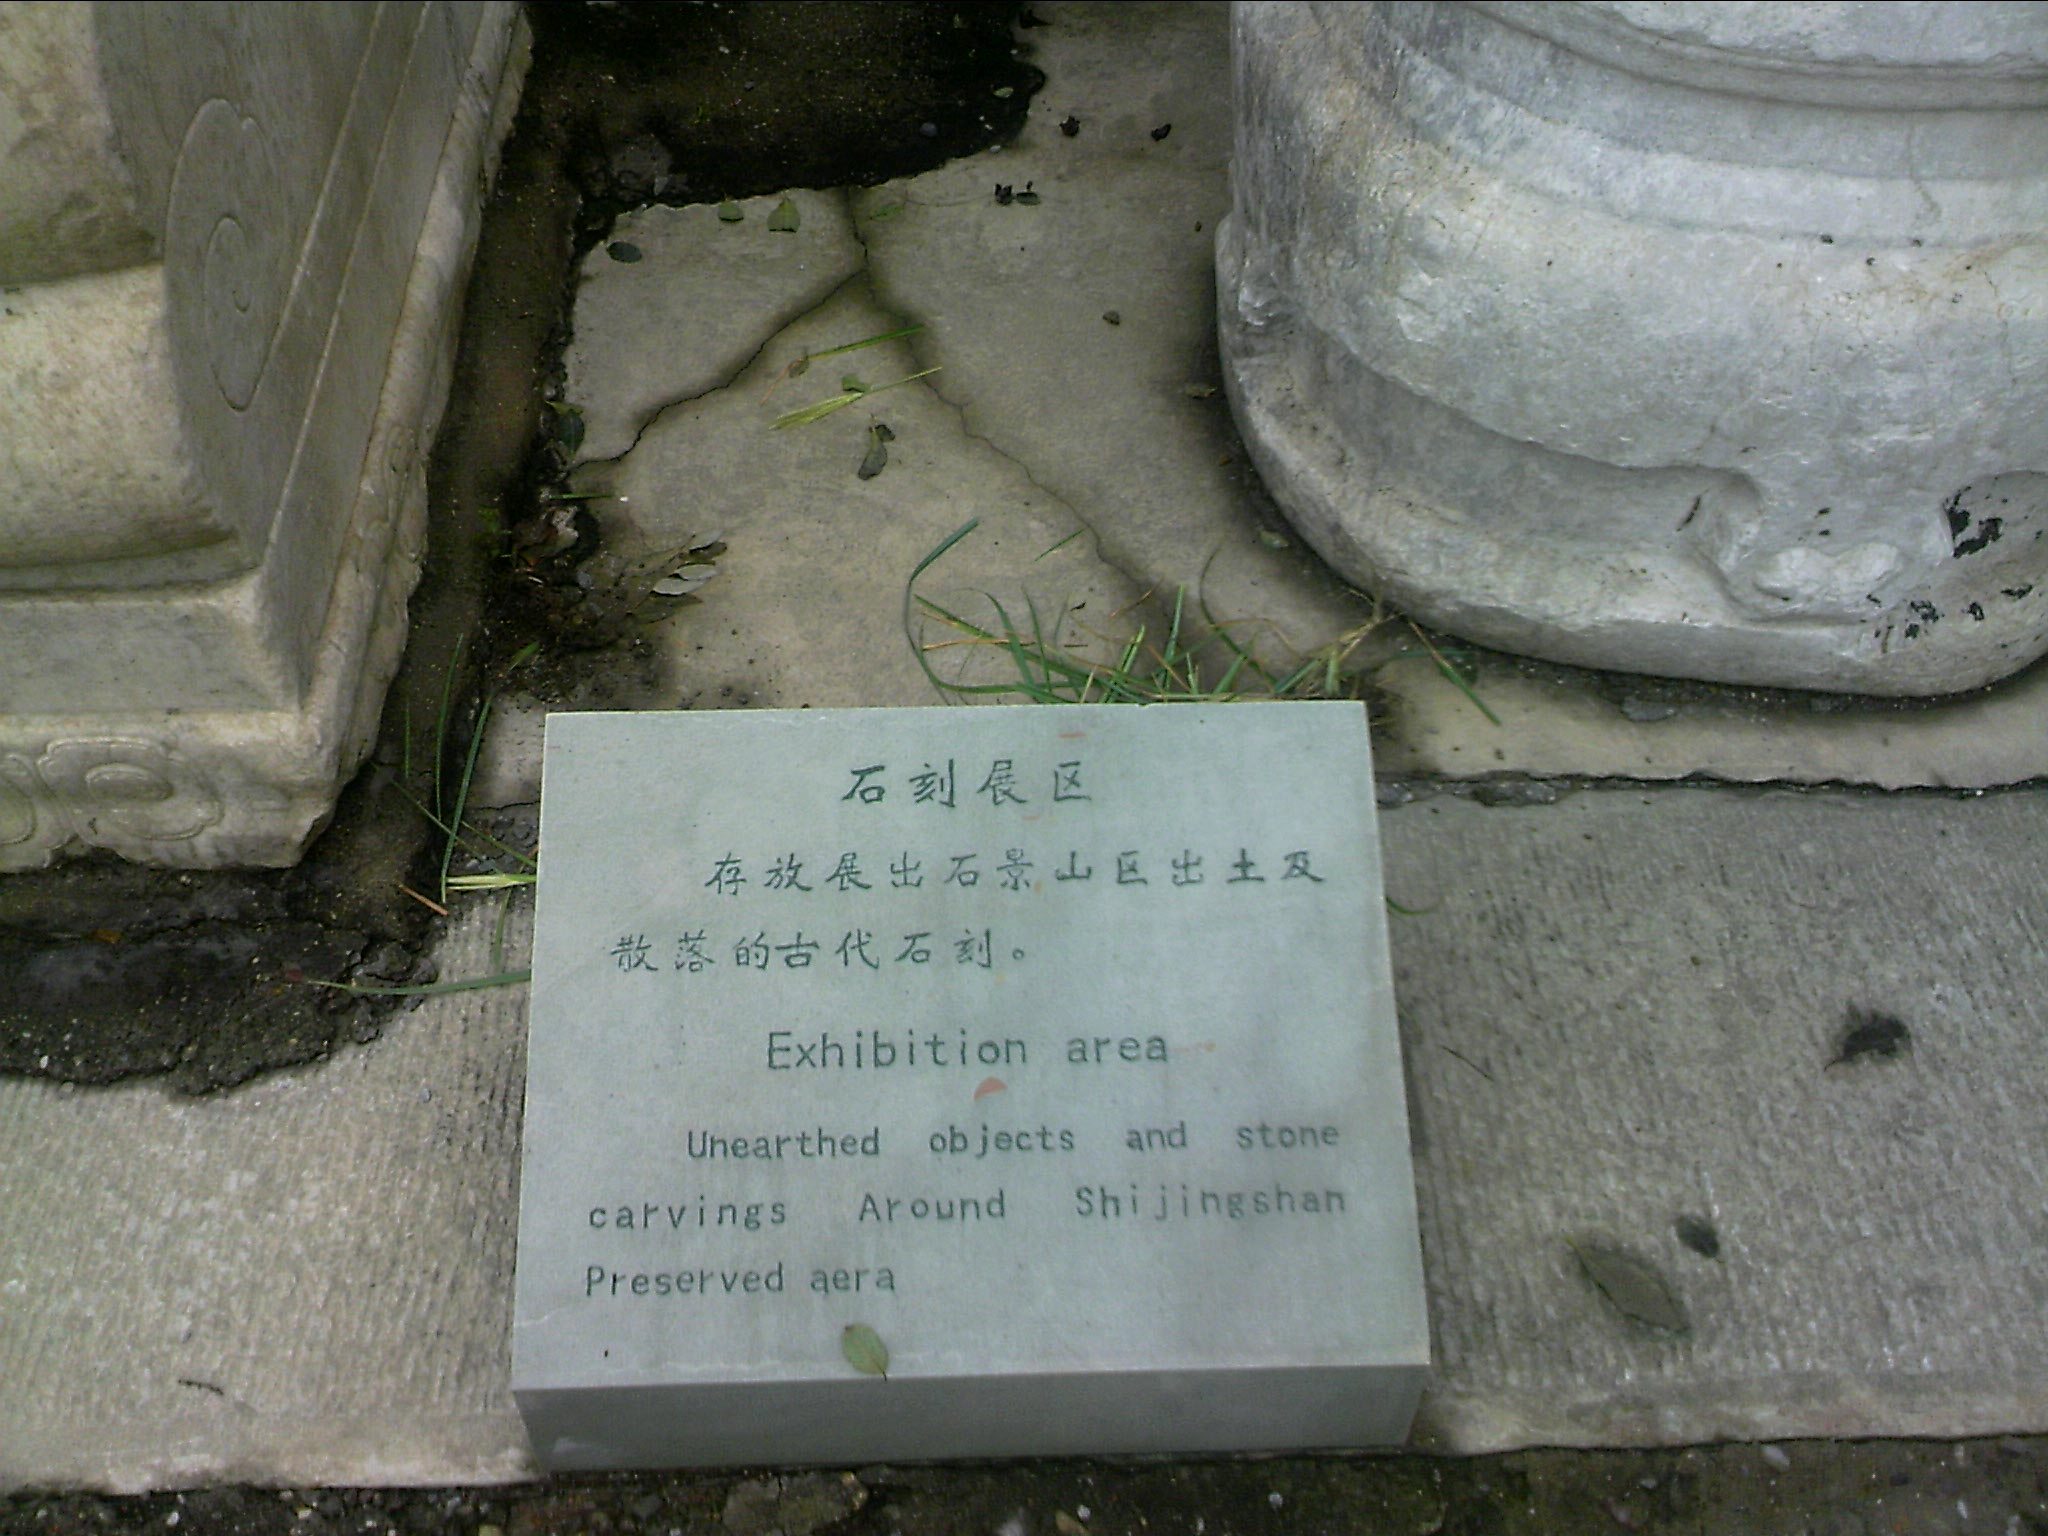 石刻展区
存放展出石景山区出土及
散落的古代石刻。
Exhibition area
Unearthed objects and stone
carvings Around Shijingshan
Preserved aera